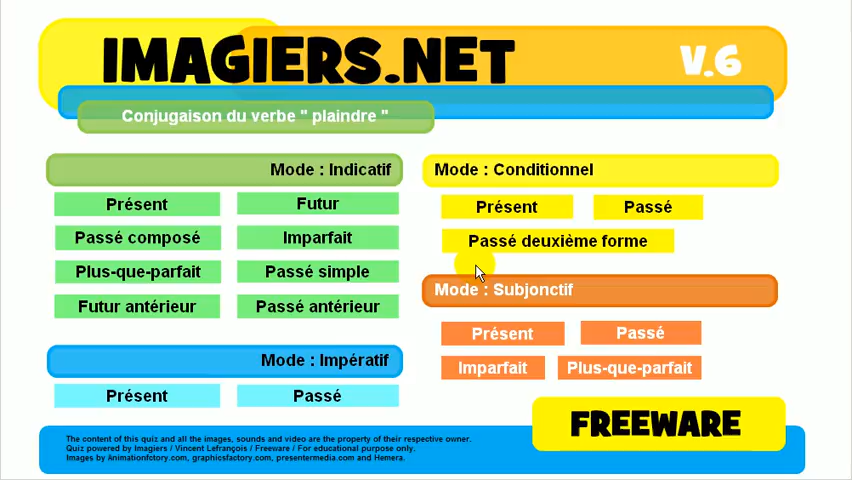 IMAGIERS.NET
V.6
Conjugaison du verbe " plaindre "
Mode : Indicatif
Présent
Futur
Passé composé
Imparfait
Plus-que-parfait
Passé simple
Futur antérieur
Passé antérieur
Mode : Impératif
Présent
Passé
Mode : Conditionnel
Présent
Passé
Passé deuxième forme
Mode : Subjonctif
Présent
Passé
Imparfait
Plus-que-parfait
FREEWARE
The content of this quiz and all the images, sounds and video are the property of their respective owner.
Quiz powered by Imagiers / Vincent Lefrançois / Freeware / For educational purpose only.
Images by Animationfctory.com, graphicsfactory.com, presentermedia.com and Hemera.